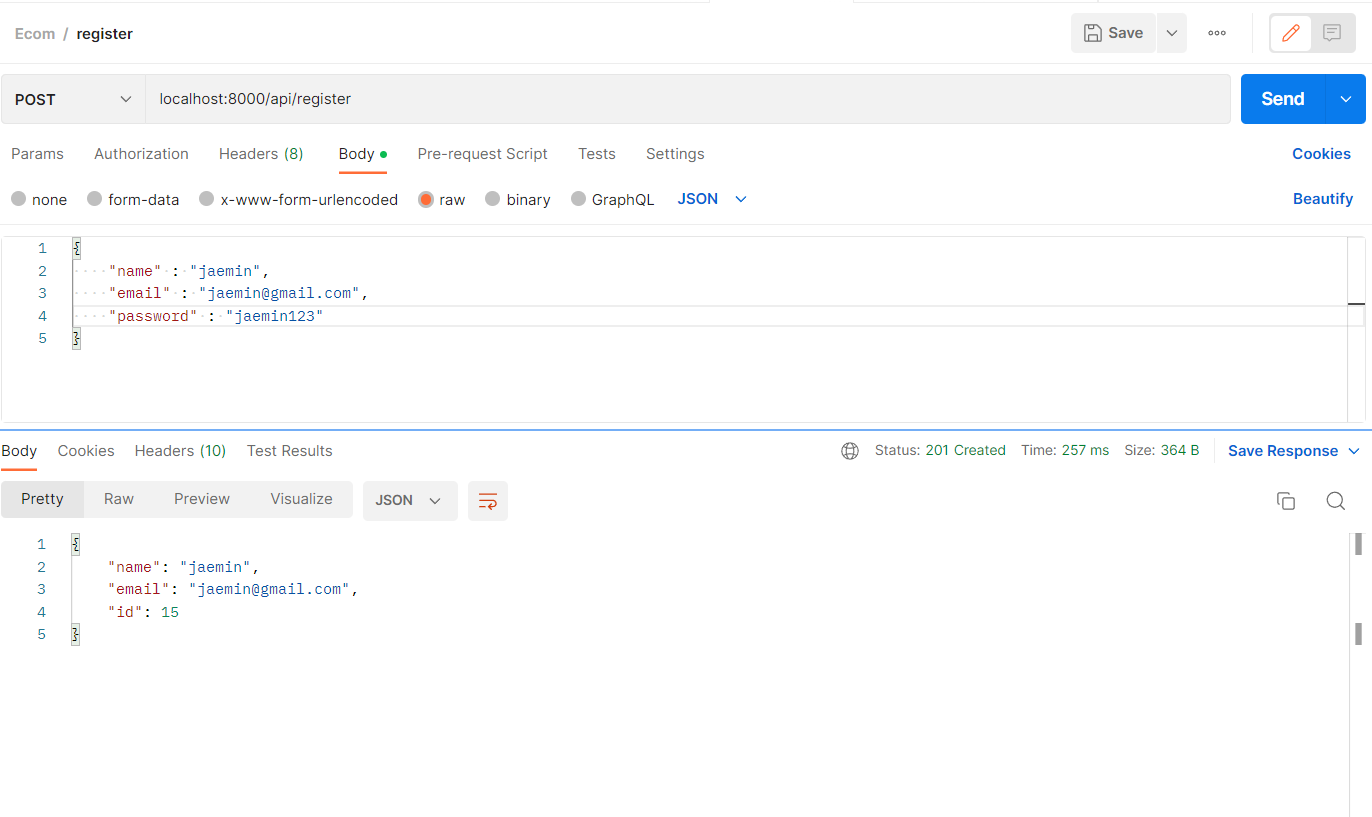 Ecom / register
Save
POST
localhost:8000/api/register
Send
Params Authorization Headers (8) Body Pre-request Script Tests Settings Cookies
none form-data x-www-form-urlencoded raw binary GraphQL JSON Beautify
1 {
2 "name" : "jaemin",
3 "email" : "jaemin@gmail.com",
4 "password" : "jaemin123"
5 }
Body Cookies Headers (10) Test Results Status: 201 Created Time: 257 ms Size: 364 B Save Response
Pretty Raw Preview Visualize JSON
1 {
2 "name": "jaemin",
3 "email": "jaemin@gmail.com",
4 "id": 15
5 }